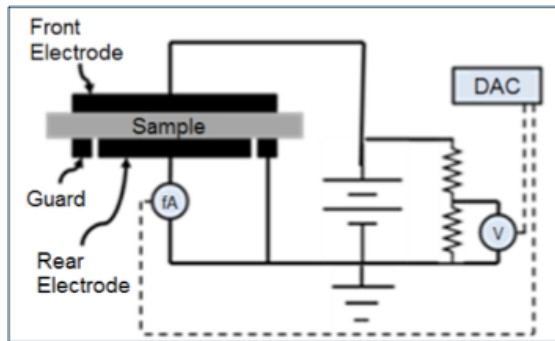 Front
Electrode
DAC
Sample
Guard
fA
V
Rear
Electrode